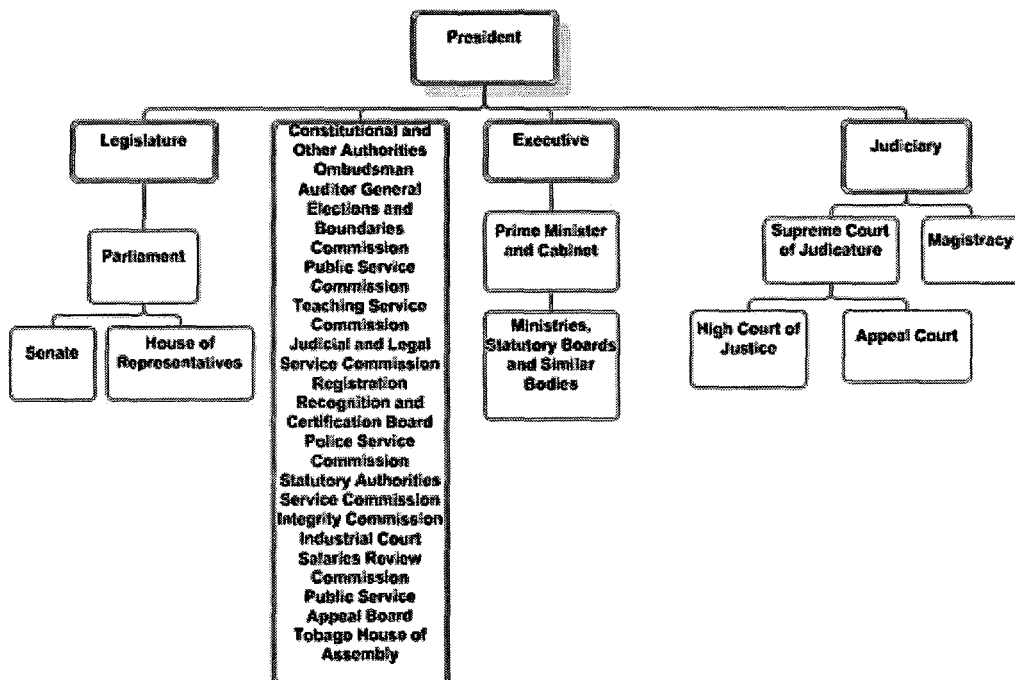 President
Legislature
Parliament
Senate
House of
Representatives
Constitutional and
Other Authorities
Ombudsman
Auditor General
Elections and
Boundaries
Commission
Public Service
Commission
Teaching Service
Commission
Judicial and Legal
Service Commission
Registration
Recognition and
Certification Board
Police Service
Commission
Statutory Authorities
Service Commission
Integrity Commission
Industrial Court
Salaries Review
Commission
Public Service
Appeal Board
Tobago House of
Assembly
Executive
Prime Minister
and Cabinet
Ministries,
Statutory Boards
and Similar
Bodies
Judiciary
Supreme Court
of Judicature
Magistracy
High Court of
Justice
Appeal Court